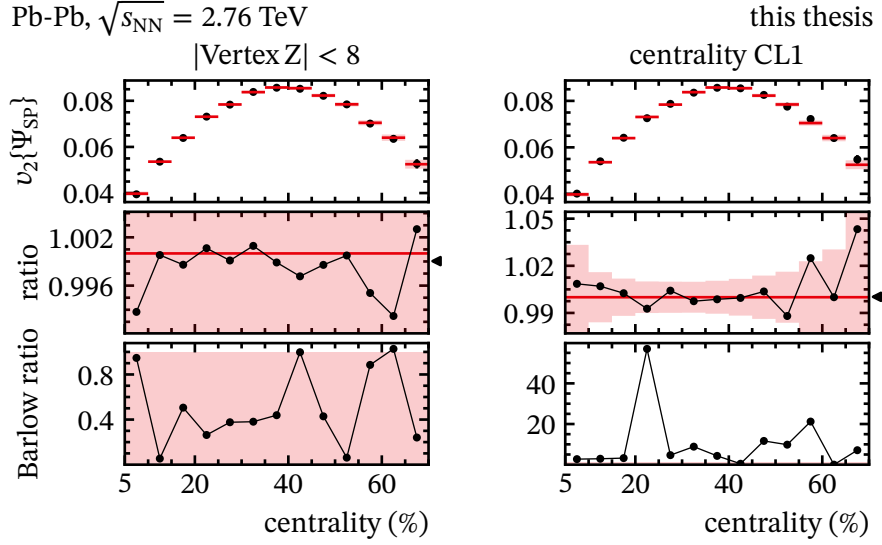 Pb-Pb, √s_NN = 2.76 TeV this thesis
|Vertex Z| < 8 centrality CL1
v₂{Ψ_SP}
0.08
0.06
0.04
0.08
0.06
0.04
ratio
1.002
0.996
1.05
1.02
0.99
Barlow ratio
0.8
0.4
40
20
5 20 40 60
5 20 40 60
centrality (%) centrality (%)